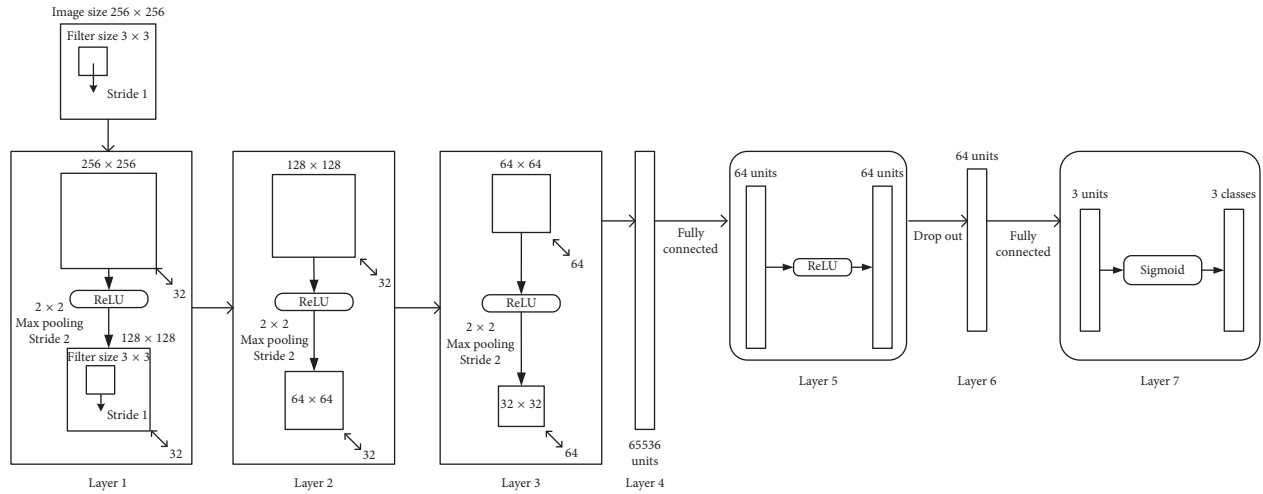 Image size 256 × 256
Filter size 3 × 3
Stride 1
256 × 256
32
ReLU
2 × 2
Max pooling
Stride 2
128 × 128
Filter size 3 × 3
Stride 1
32
Layer 1
128 × 128
32
ReLU
2 × 2
Max pooling
Stride 2
64 × 64
32
Layer 2
64 × 64
64
ReLU
2 × 2
Max pooling
Stride 2
32 × 32
64
Layer 3
65536
units
Layer 4
Fully
connected
64 units
64 units
ReLU
Layer 5
Drop out
64 units
Layer 6
Fully
connected
3 units
3 classes
Sigmoid
Layer 7